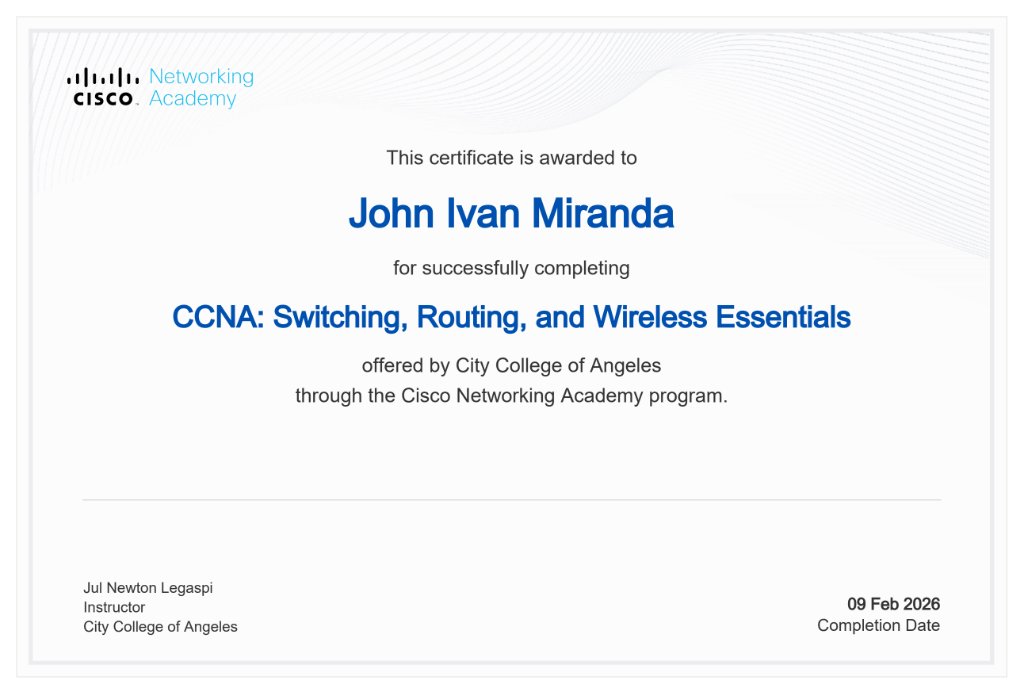 CISCO Networking
Academy
This certificate is awarded to
John Ivan Miranda
for successfully completing
CCNA: Switching, Routing, and Wireless Essentials
offered by City College of Angeles
through the Cisco Networking Academy program.
Jul Newton Legaspi
Instructor
City College of Angeles
09 Feb 2026
Completion Date